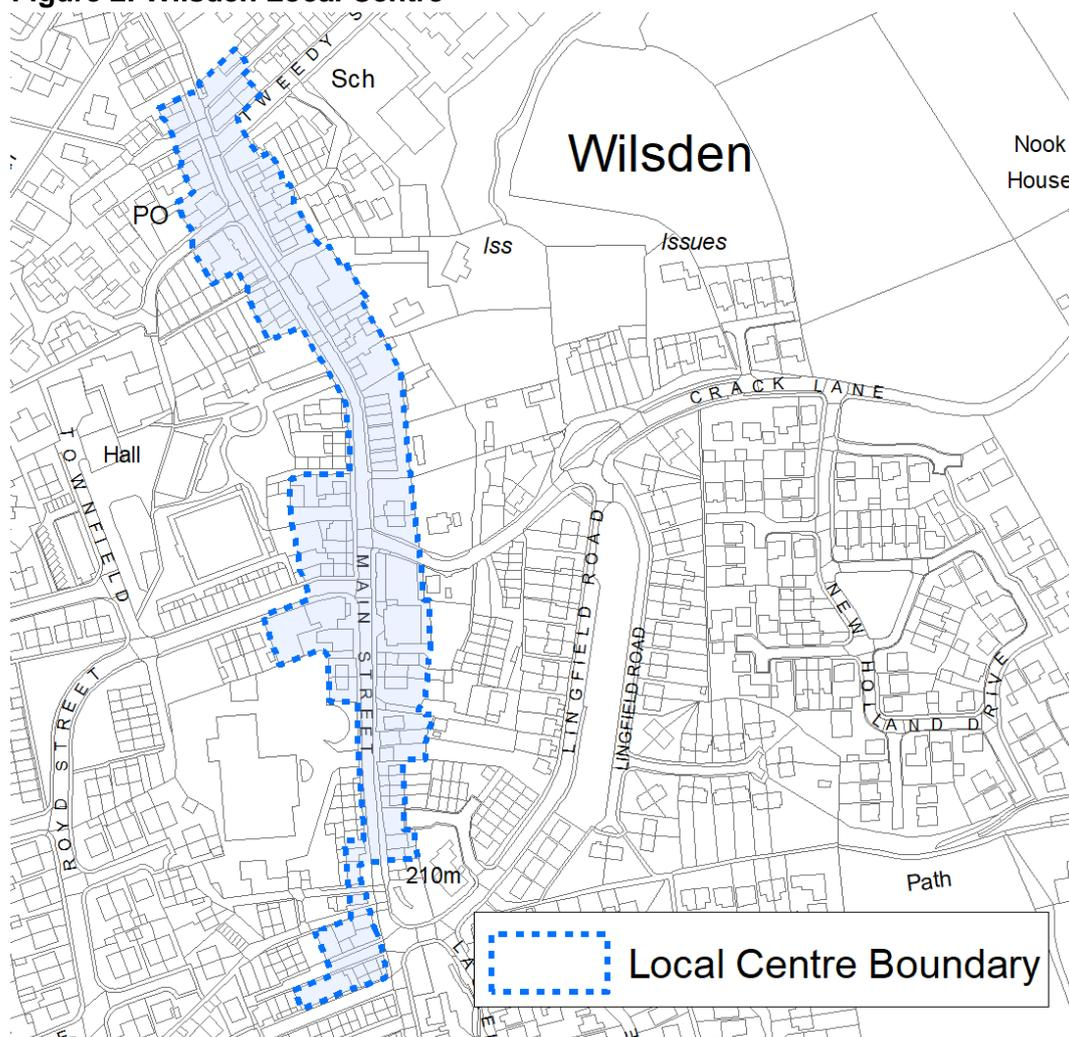 Figure 2: Wilsden Local Centre
TWEEDY S
Sch
Wilsden
Nook
House
PO
Iss
Issues
CRACK LANE
TOWNFIELD
Hall
MAIN STREET
LINGFIELD ROAD
LINGFIELD ROAD
NEW HOLLAND DRIVE
ROYD STREET
210m
Path
LA
Local Centre Boundary